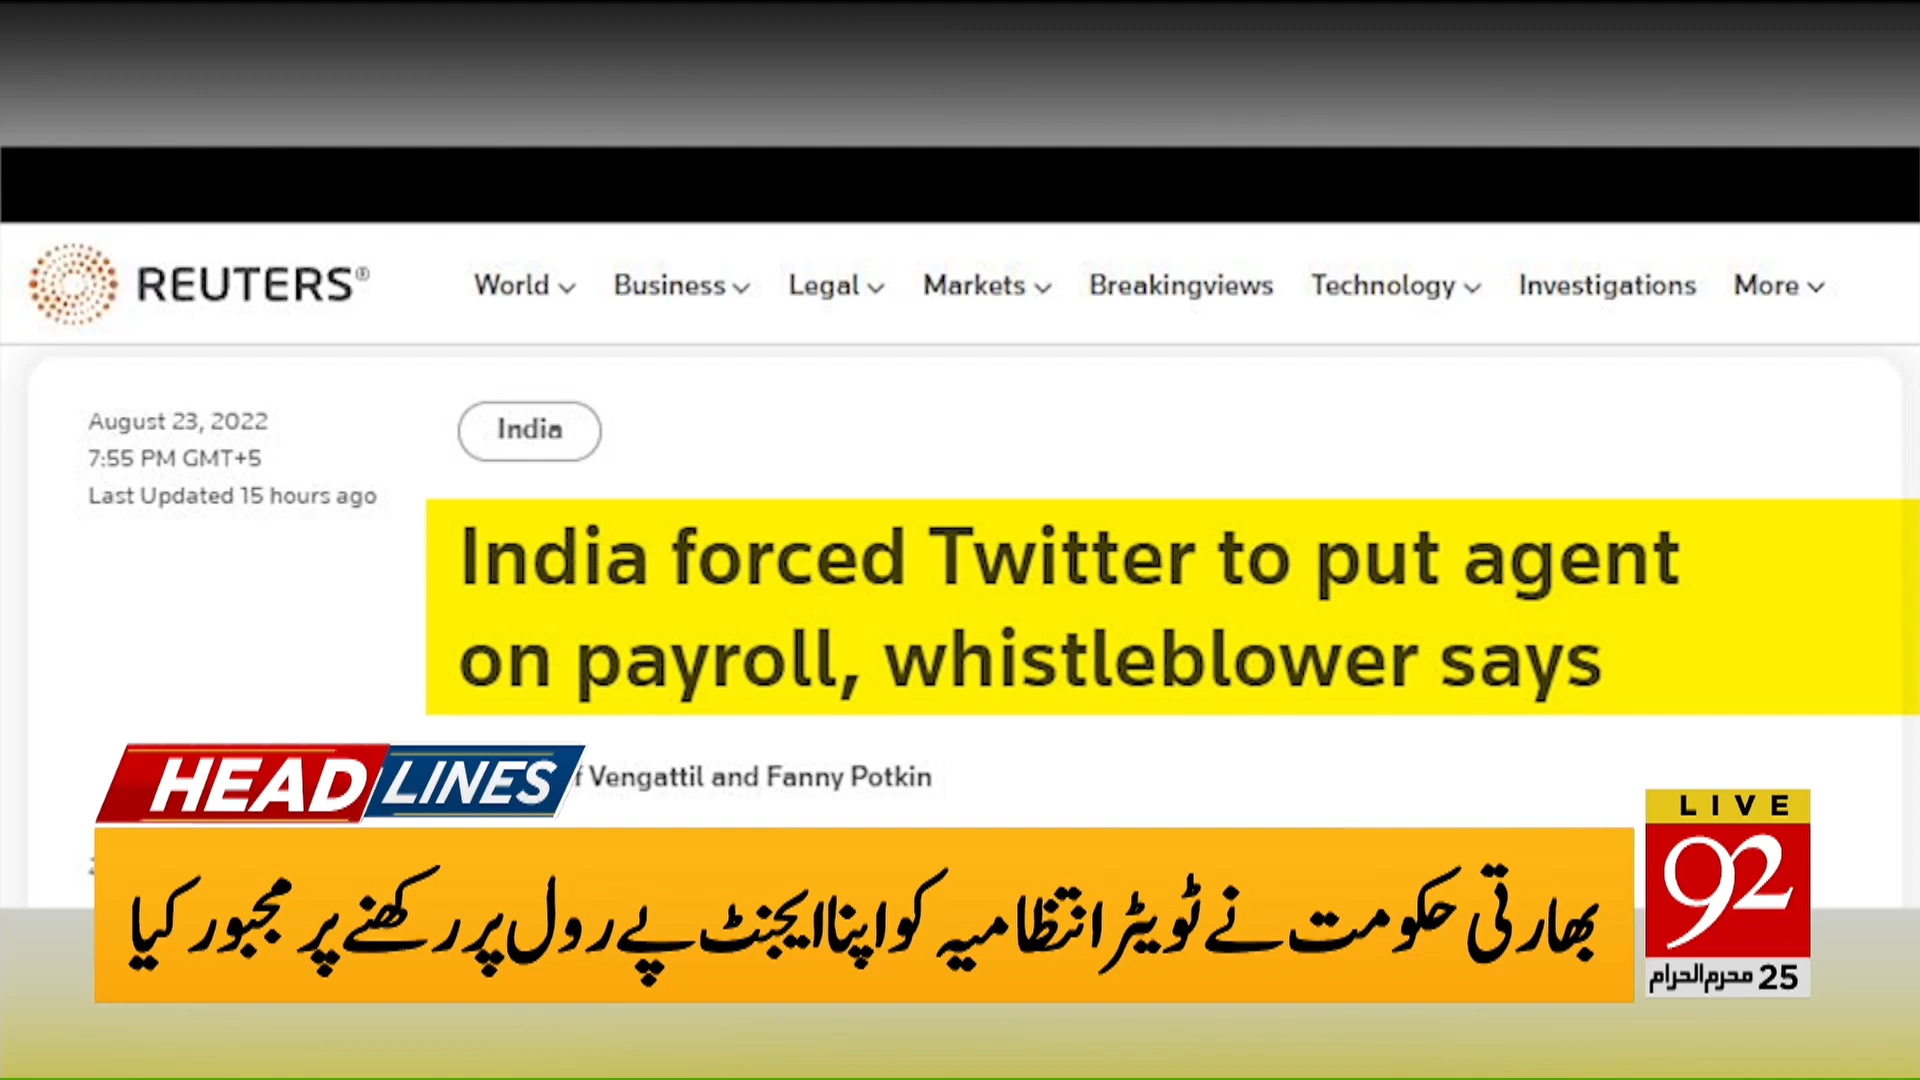 REUTERS®
World Business Legal Markets Breakingviews Technology Investigations More
August 23, 2022
7:55 PM GMT+5
Last Updated 15 hours ago
India
India forced Twitter to put agent
on payroll, whistleblower says
Vengattil and Fanny Potkin
HEADLINES
بھارتی حکومت نے ٹویٹر انتظامیہ کو اپنا ایجنٹ پے رول پر رکھنے پر مجبور کیا
LIVE
92
25 محرم الحرام